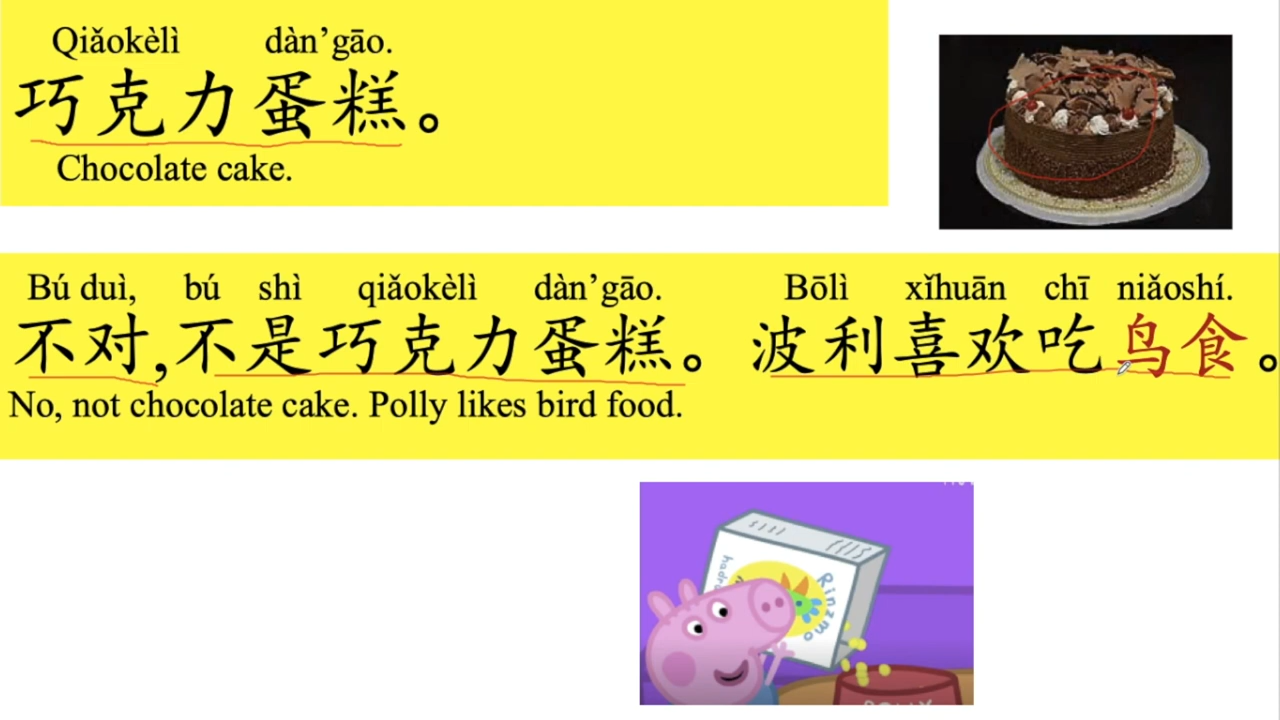 Qiǎokèlì dàn’gāo.
巧克力蛋糕。
Chocolate cake.
Bú duì, bú shì qiǎokèlì dàn’gāo. Bōlì xǐhuān chī niǎoshí.
不对,不是巧克力蛋糕。波利喜欢吃鸟食。
No, not chocolate cake. Polly likes bird food.
Rinzmo